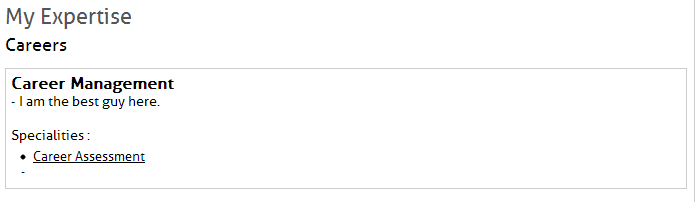 My Expertise
Careers
Career Management
- I am the best guy here.
Specialities :
• Career Assessment
-